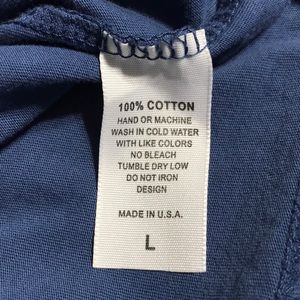 100% COTTON
HAND OR MACHINE
WASH IN COLD WATER
WITH LIKE COLORS
NO BLEACH
TUMBLE DRY LOW
DO NOT IRON
DESIGN
MADE IN U.S.A.
L